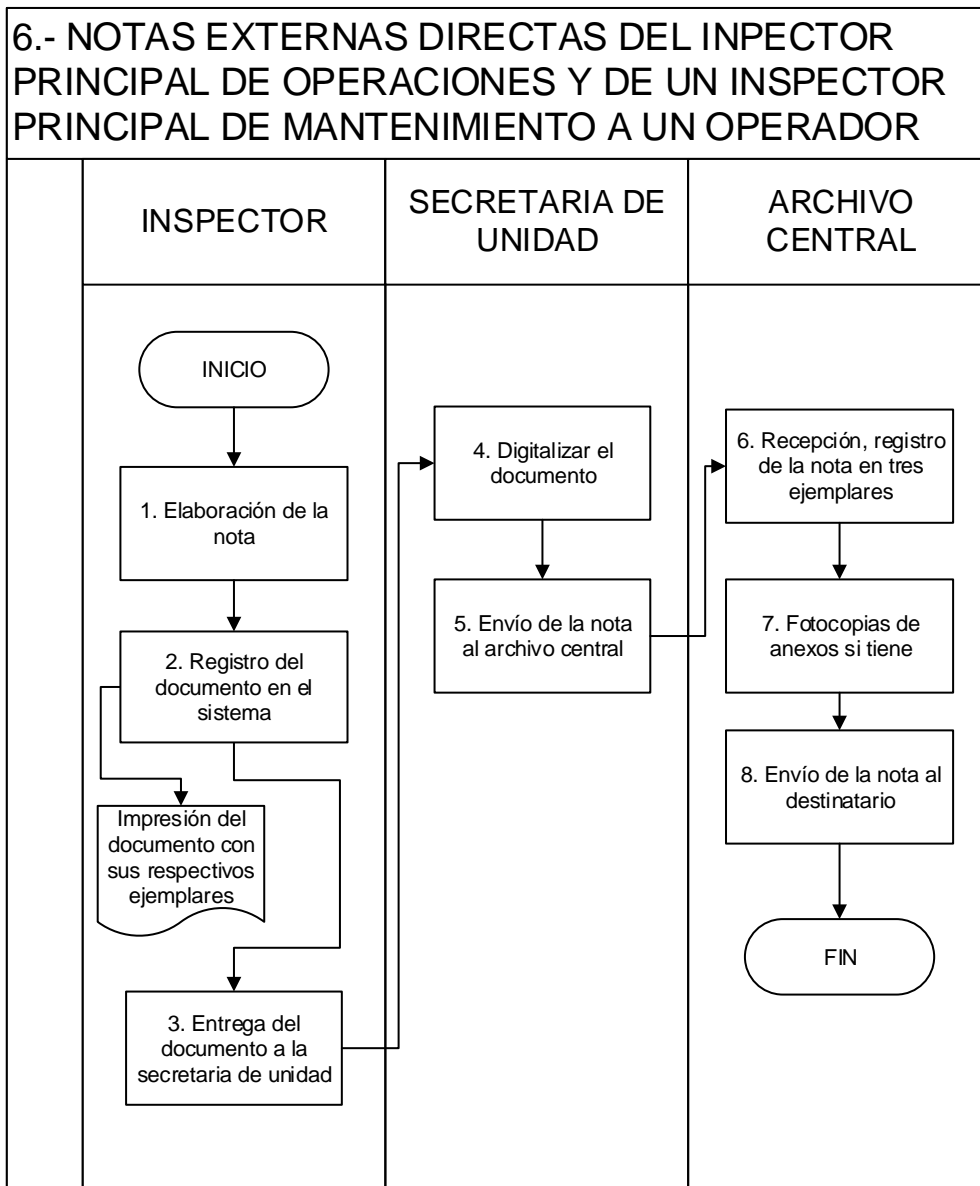 6.- NOTAS EXTERNAS DIRECTAS DEL INPECTOR
PRINCIPAL DE OPERACIONES Y DE UN INSPECTOR
PRINCIPAL DE MANTENIMIENTO A UN OPERADOR
INSPECTOR
SECRETARIA DE
UNIDAD
ARCHIVO
CENTRAL
INICIO
1. Elaboración de la
nota
2. Registro del
documento en el
sistema
Impresión del
documento con
sus respectivos
ejemplares
3. Entrega del
documento a la
secretaria de unidad
4. Digitalizar el
documento
5. Envío de la nota
al archivo central
6. Recepción, registro
de la nota en tres
ejemplares
7. Fotocopias de
anexos si tiene
8. Envío de la nota al
destinatario
FIN